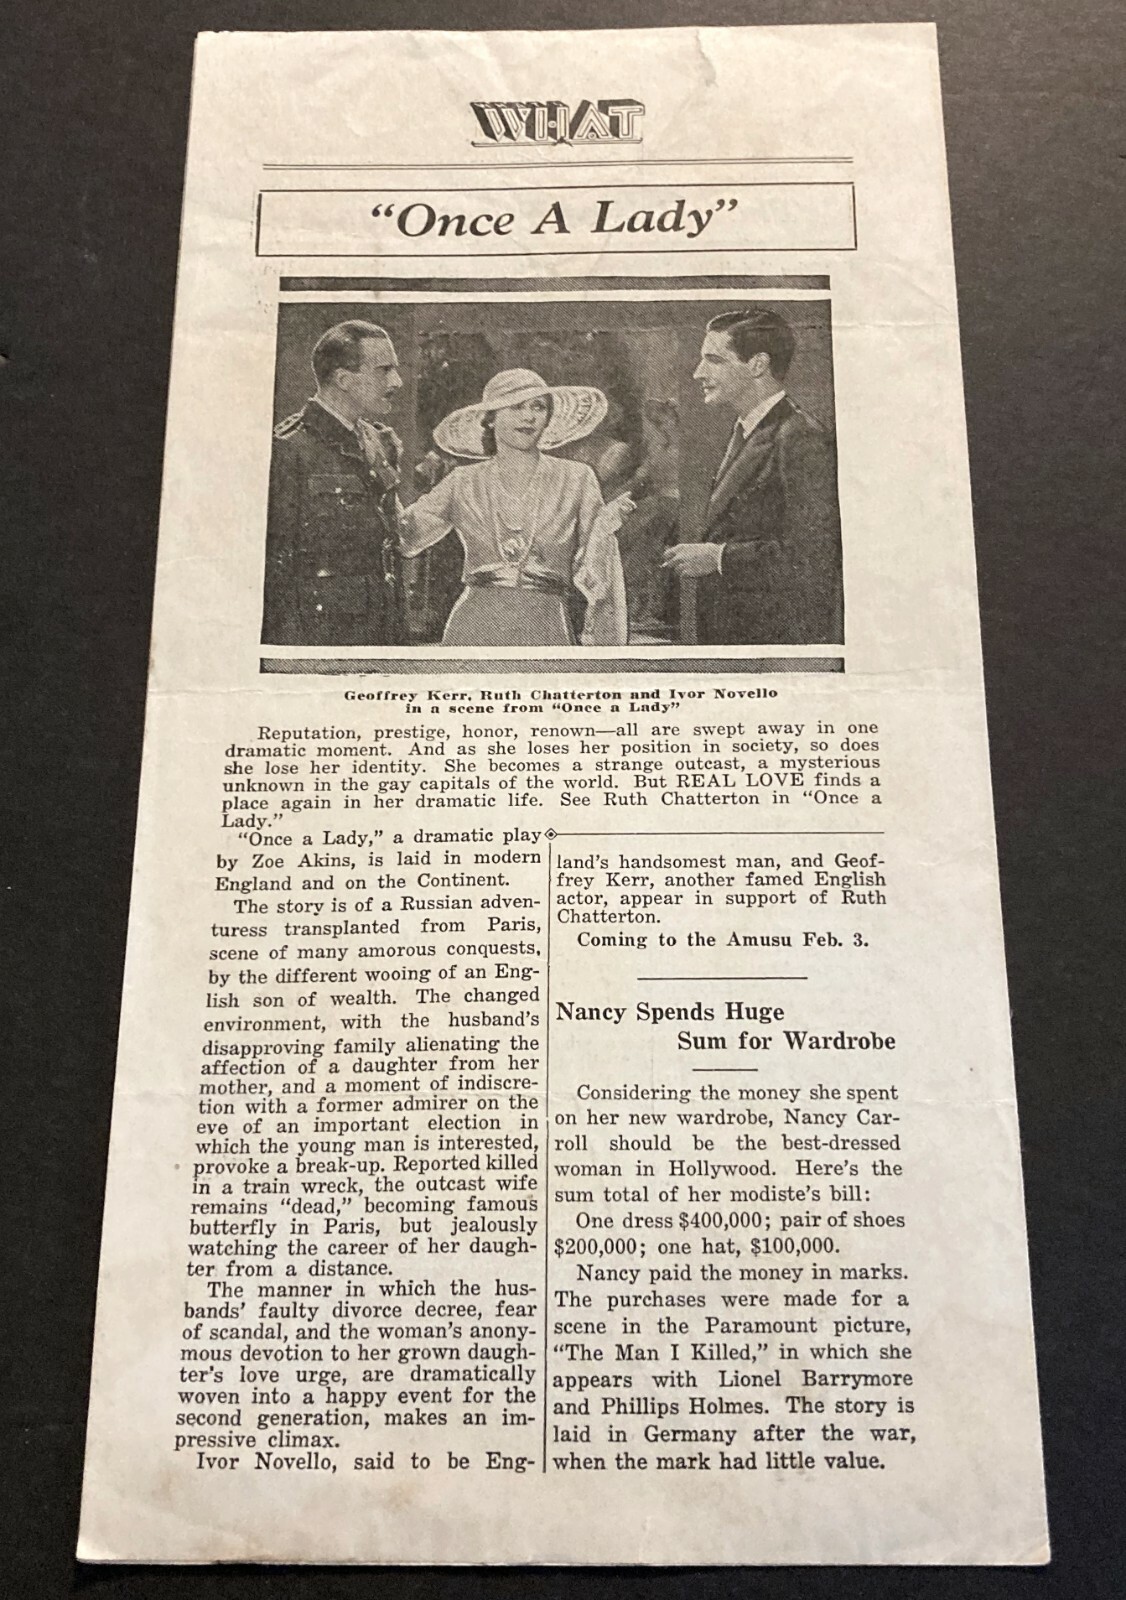 WHAT
“Once A Lady”
Geoffrey Kerr, Ruth Chatterton and Ivor Novello
in a scene from “Once a Lady”
Reputation, prestige, honor, renown—all are swept away in one
dramatic moment. And as she loses her position in society, so does
she lose her identity. She becomes a strange outcast, a mysterious
unknown in the gay capitals of the world. But REAL LOVE finds a
place again in her dramatic life. See Ruth Chatterton in “Once a
Lady.”
“Once a Lady,” a dramatic play
by Zoe Akins, is laid in modern
England and on the Continent.
The story is of a Russian adven-
turess transplanted from Paris,
scene of many amorous conquests,
by the different wooing of an Eng-
lish son of wealth. The changed
environment, with the husband's
disapproving family alienating the
affection of a daughter from her
mother, and a moment of indiscre-
tion with a former admirer on the
eve of an important election in
which the young man is interested,
provoke a break-up. Reported killed
in a train wreck, the outcast wife
remains “dead,” becoming famous
butterfly in Paris, but jealously
watching the career of her daugh-
ter from a distance.
The manner in which the hus-
bands' faulty divorce decree, fear
of scandal, and the woman's anony-
mous devotion to her grown daugh-
ter's love urge, are dramatically
woven into a happy event for the
second generation, makes an im-
pressive climax.
Ivor Novello, said to be Eng-
land's handsomest man, and Geof-
frey Kerr, another famed English
actor, appear in support of Ruth
Chatterton.
Coming to the Amusu Feb. 3.
Nancy Spends Huge
Sum for Wardrobe
Considering the money she spent
on her new wardrobe, Nancy Car-
roll should be the best-dressed
woman in Hollywood. Here's the
sum total of her modiste's bill:
One dress $400,000; pair of shoes
$200,000; one hat, $100,000.
Nancy paid the money in marks.
The purchases were made for a
scene in the Paramount picture,
“The Man I Killed,” in which she
appears with Lionel Barrymore
and Phillips Holmes. The story is
laid in Germany after the war,
when the mark had little value.